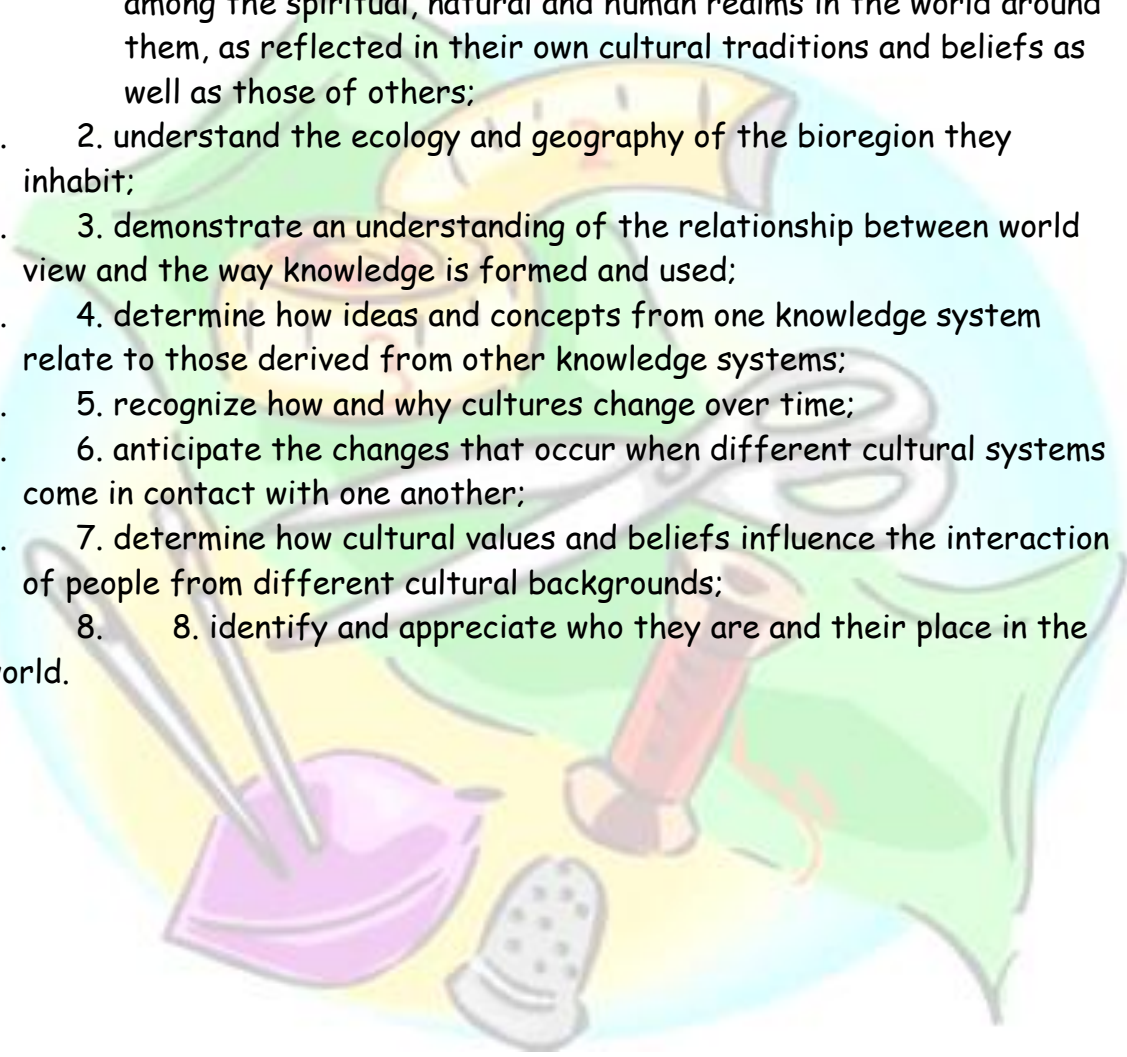 among the spiritual, natural and human realms in the world around
them, as reflected in their own cultural traditions and beliefs as
well as those of others;
. 2. understand the ecology and geography of the bioregion they
inhabit;
. 3. demonstrate an understanding of the relationship between world
view and the way knowledge is formed and used;
. 4. determine how ideas and concepts from one knowledge system
relate to those derived from other knowledge systems;
. 5. recognize how and why cultures change over time;
. 6. anticipate the changes that occur when different cultural systems
come in contact with one another;
. 7. determine how cultural values and beliefs influence the interaction
of people from different cultural backgrounds;
8. 8. identify and appreciate who they are and their place in the
world.